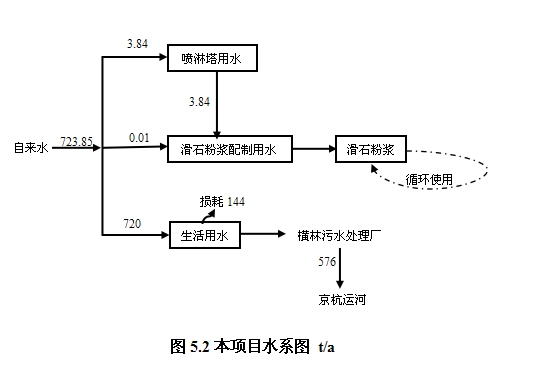 3.84
喷淋塔用水
3.84
自来水
723.85
0.01
滑石粉浆配制用水
滑石粉浆
循环使用
损耗 144
720
生活用水
横林污水处理厂
576
京杭运河
图 5.2 本项目水系图 t/a